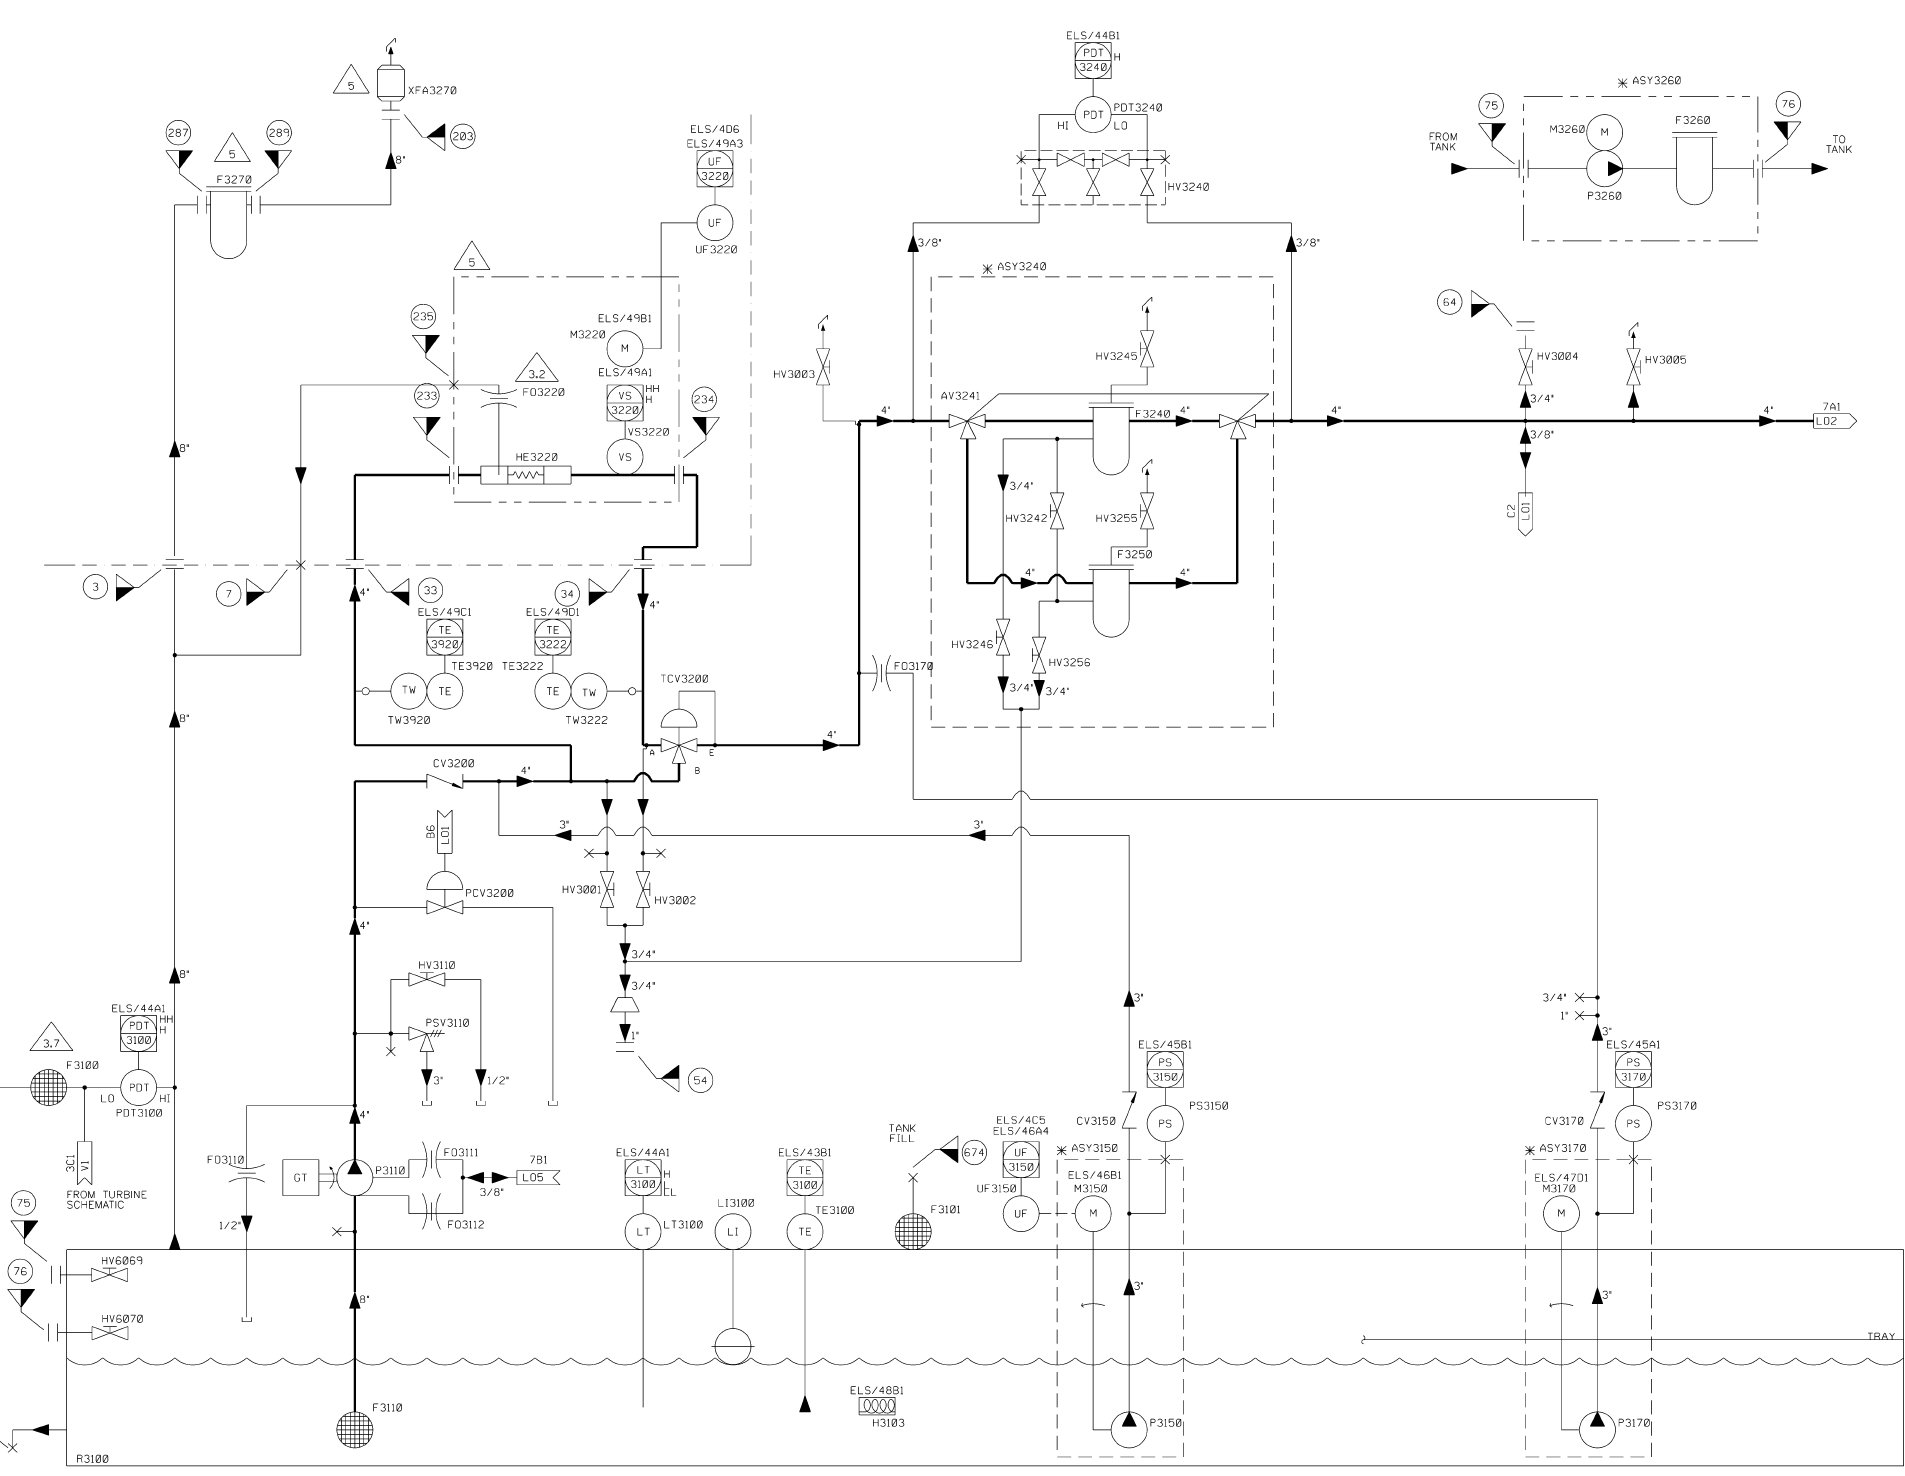 ELS/44B1
PDT
3240
H
PDT3240
PDT
HI
LO
HV3240
ASY3260
75
76
M3260
M
F3260
P3260
FROM
TANK
TO
TANK
5
XFA3270
203
8"
287
5
289
F3270
ELS/4D6
ELS/49A3
UF
3220
UF
UF3220
3/8"
3/8"
5
ASY3240
235
ELS/49B1
M3220
M
3.2
FO3220
ELS/49A1
VS
3220
HH
H
VS3220
VS
233
234
HE3220
HV3003
HV3245
64
HV3004
HV3005
AV3241
4"
F3240
4"
4"
3/4"
4"
7A1
LO2
3/8"
C2
LO1
8"
3/4"
HV3242
HV3255
F3250
4"
4"
3
7
33
34
4"
4"
ELS/49C1
TE
3920
TE3920
TW
TE
TW3920
ELS/49D1
TE
3222
TE3222
TE
TW
TW3222
HV3246
HV3256
3/4"
3/4"
FO3170
TCV3200
A
E
B
4"
8"
CV3200
4"
3"
3"
B6
LO1
PCV3200
HV3001
HV3002
4"
3/4"
3/4"
1"
54
8"
HV3110
PSV3110
3"
1/2"
ELS/44A1
PDT
3100
HH
H
3.7
F3100
PDT
LO
HI
PDT3100
3C1
V1
FROM TURBINE
SCHEMATIC
4"
FO3110
GT
P3110
FO3111
FO3112
7B1
LO5
3/8"
1/2"
3"
3/4"
1"
3"
ELS/45B1
PS
3150
PS3150
PS
CV3150
ELS/45A1
PS
3170
PS3170
PS
CV3170
ELS/44A1
LT
3100
H
LT3100
LT
LI3100
LI
ELS/43B1
TE
3100
TE3100
TE
TANK
FILL
674
F3101
ELS/4C5
ELS/46A4
UF
3150
UF3150
UF
ASY3150
ELS/46B1
M3150
M
ASY3170
ELS/47D1
M3170
M
75
HV6069
76
HV6070
8"
3"
3"
TRAY
F3110
ELS/48B1
H3103
P3150
P3170
R3100